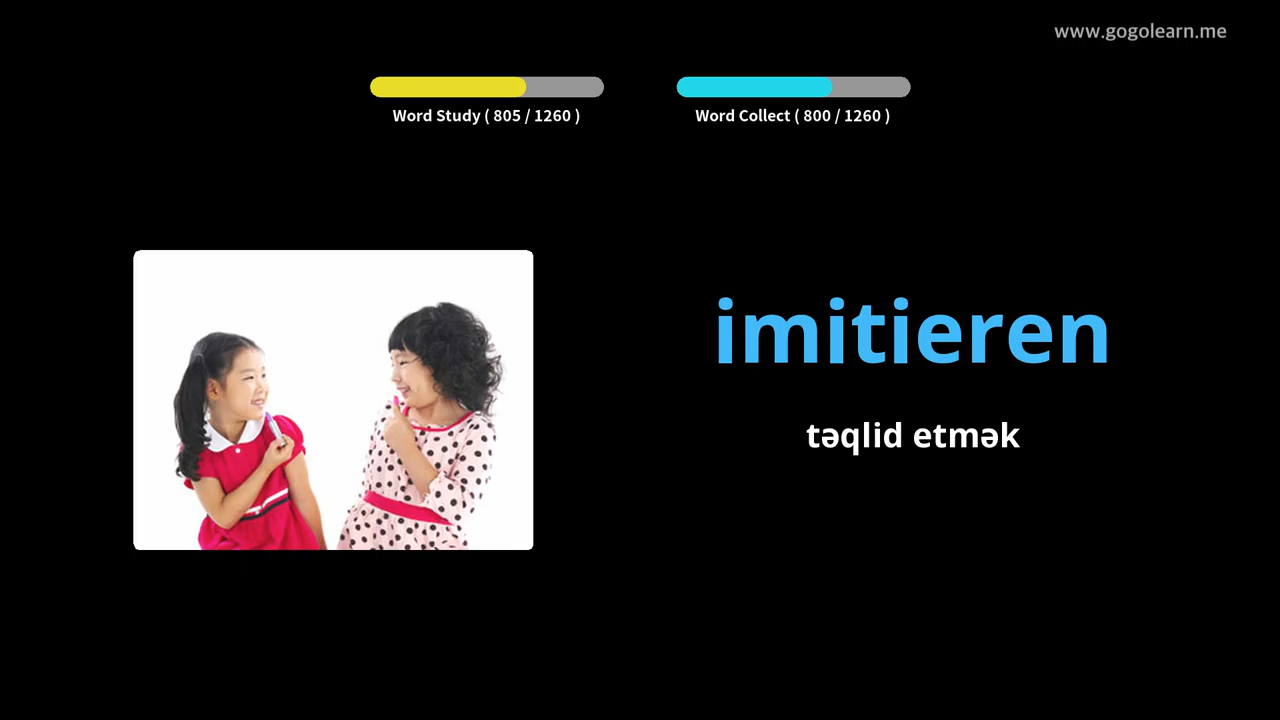 www.gogolearn.me
Word Study ( 805 / 1260 )
Word Collect ( 800 / 1260 )
imitieren
təqlid etmək